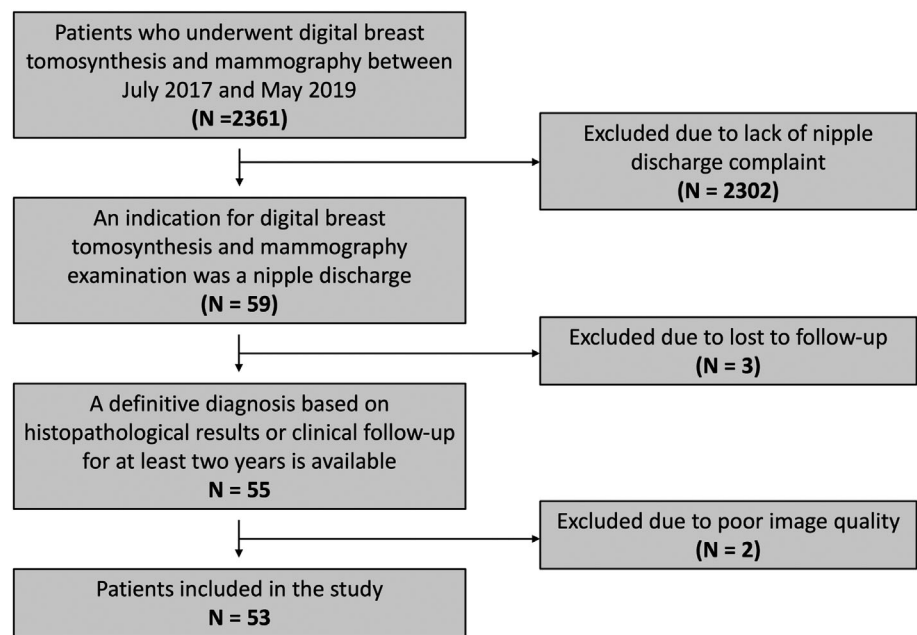 Patients who underwent digital breast
tomosynthesis and mammography between
July 2017 and May 2019
(N =2361)
Excluded due to lack of nipple
discharge complaint
(N = 2302)
An indication for digital breast
tomosynthesis and mammography
examination was a nipple discharge
(N = 59)
Excluded due to lost to follow-up
(N = 3)
A definitive diagnosis based on
histopathological results or clinical follow-up
for at least two years is available
N = 55
Excluded due to poor image quality
(N = 2)
Patients included in the study
N = 53